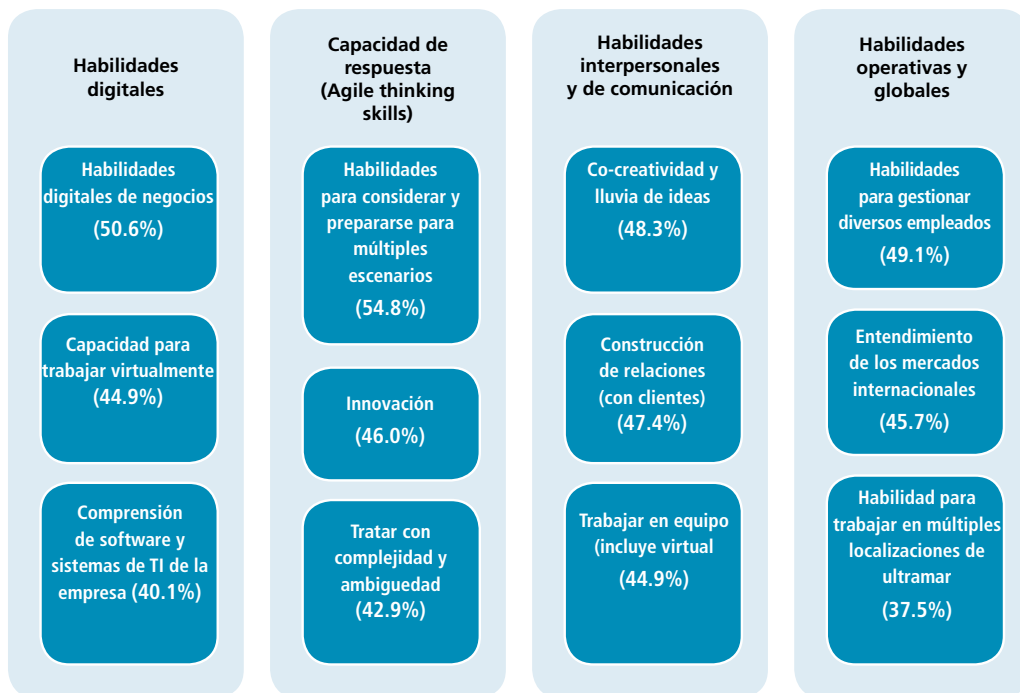 Habilidades
digitales
Habilidades
digitales de negocios
(50.6%)
Capacidad para
trabajar virtualmente
(44.9%)
Comprensión
de software y
sistemas de TI de la
empresa (40.1%)
Capacidad de
respuesta
(Agile thinking
skills)
Habilidades
para considerar y
prepararse para
múltiples
escenarios
(54.8%)
Innovación
(46.0%)
Tratar con
complejidad y
ambiguedad
(42.9%)
Habilidades
interpersonales
y de comunicación
Co-creatividad y
lluvia de ideas
(48.3%)
Construcción
de relaciones
(con clientes)
(47.4%)
Trabajar en equipo
(incluye virtual
(44.9%)
Habilidades
operativas y
globales
Habilidades
para gestionar
diversos empleados
(49.1%)
Entendimiento
de los mercados
internacionales
(45.7%)
Habilidad para
trabajar en múltiples
localizaciones de
ultramar
(37.5%)